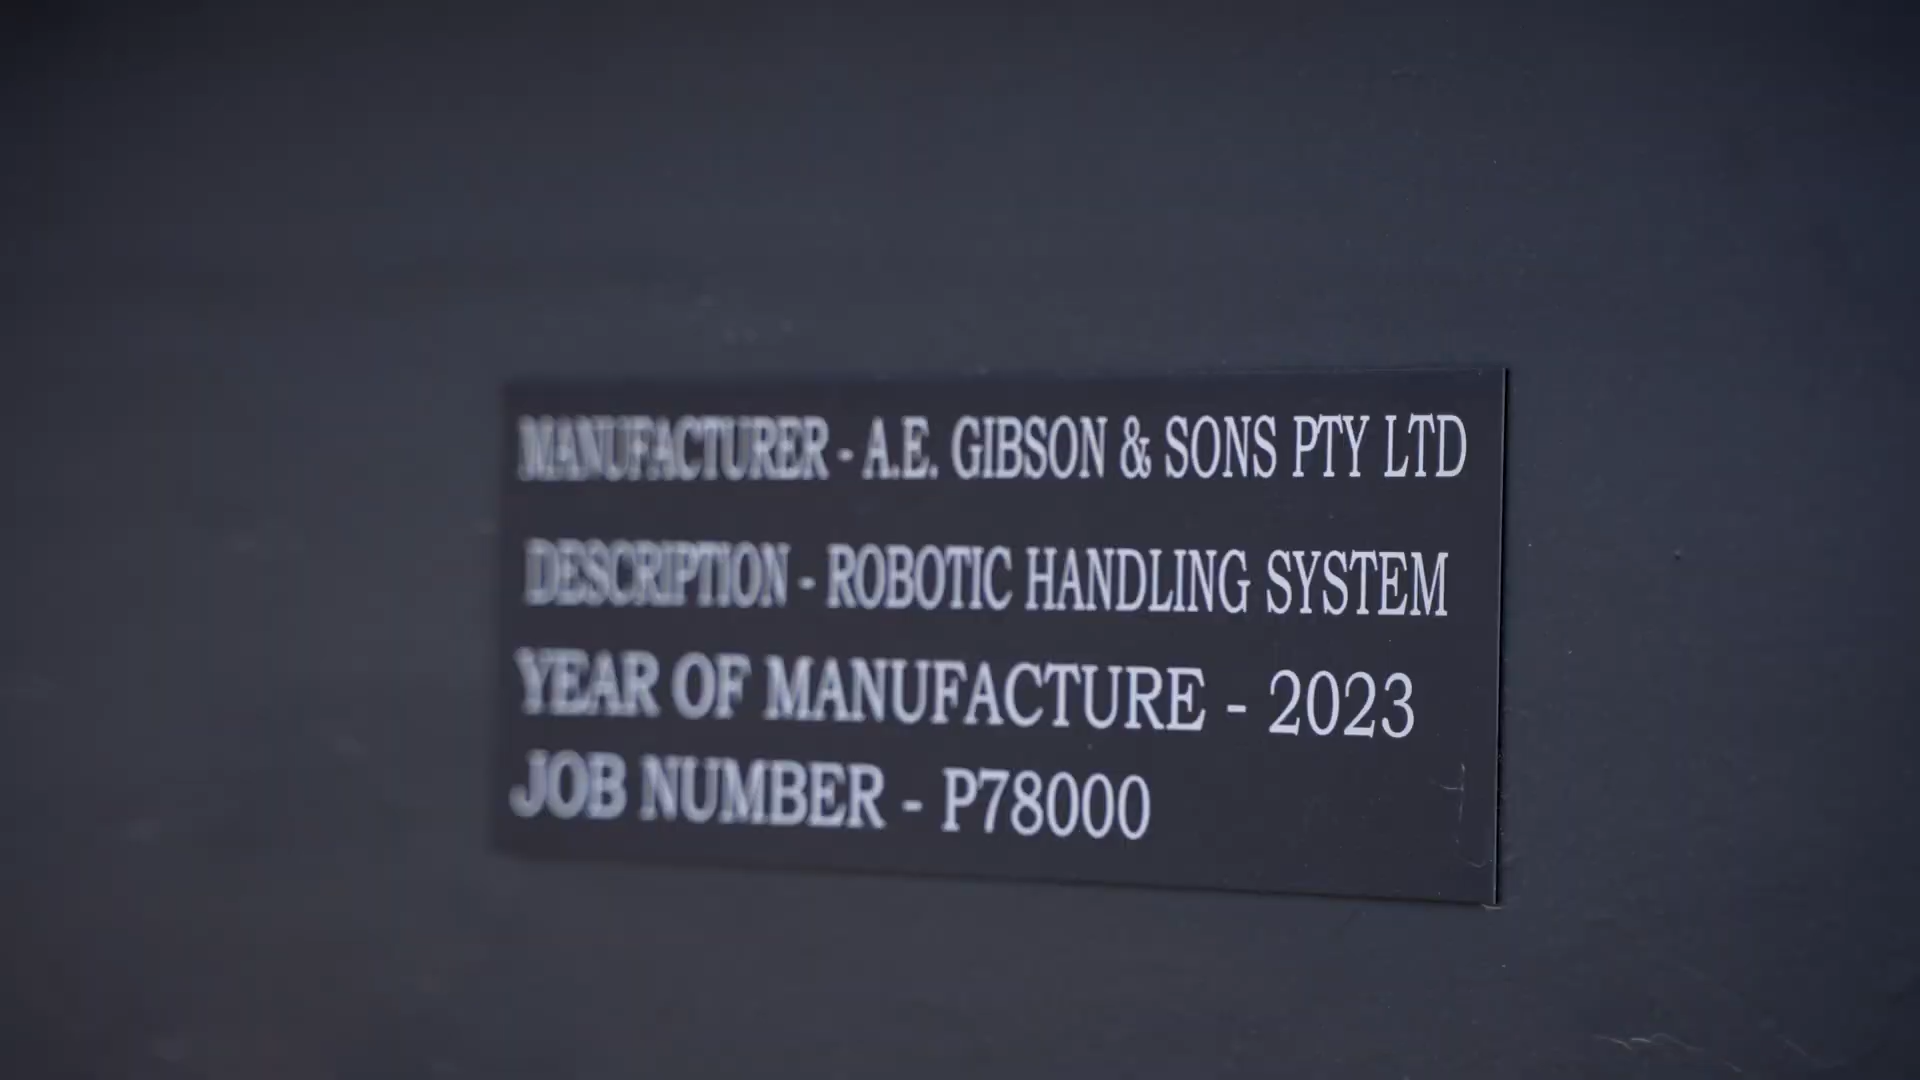 MANUFACTURER - A.E. GIBSON & SONS PTY LTD
DESCRIPTION - ROBOTIC HANDLING SYSTEM
YEAR OF MANUFACTURE - 2023
JOB NUMBER - P78000